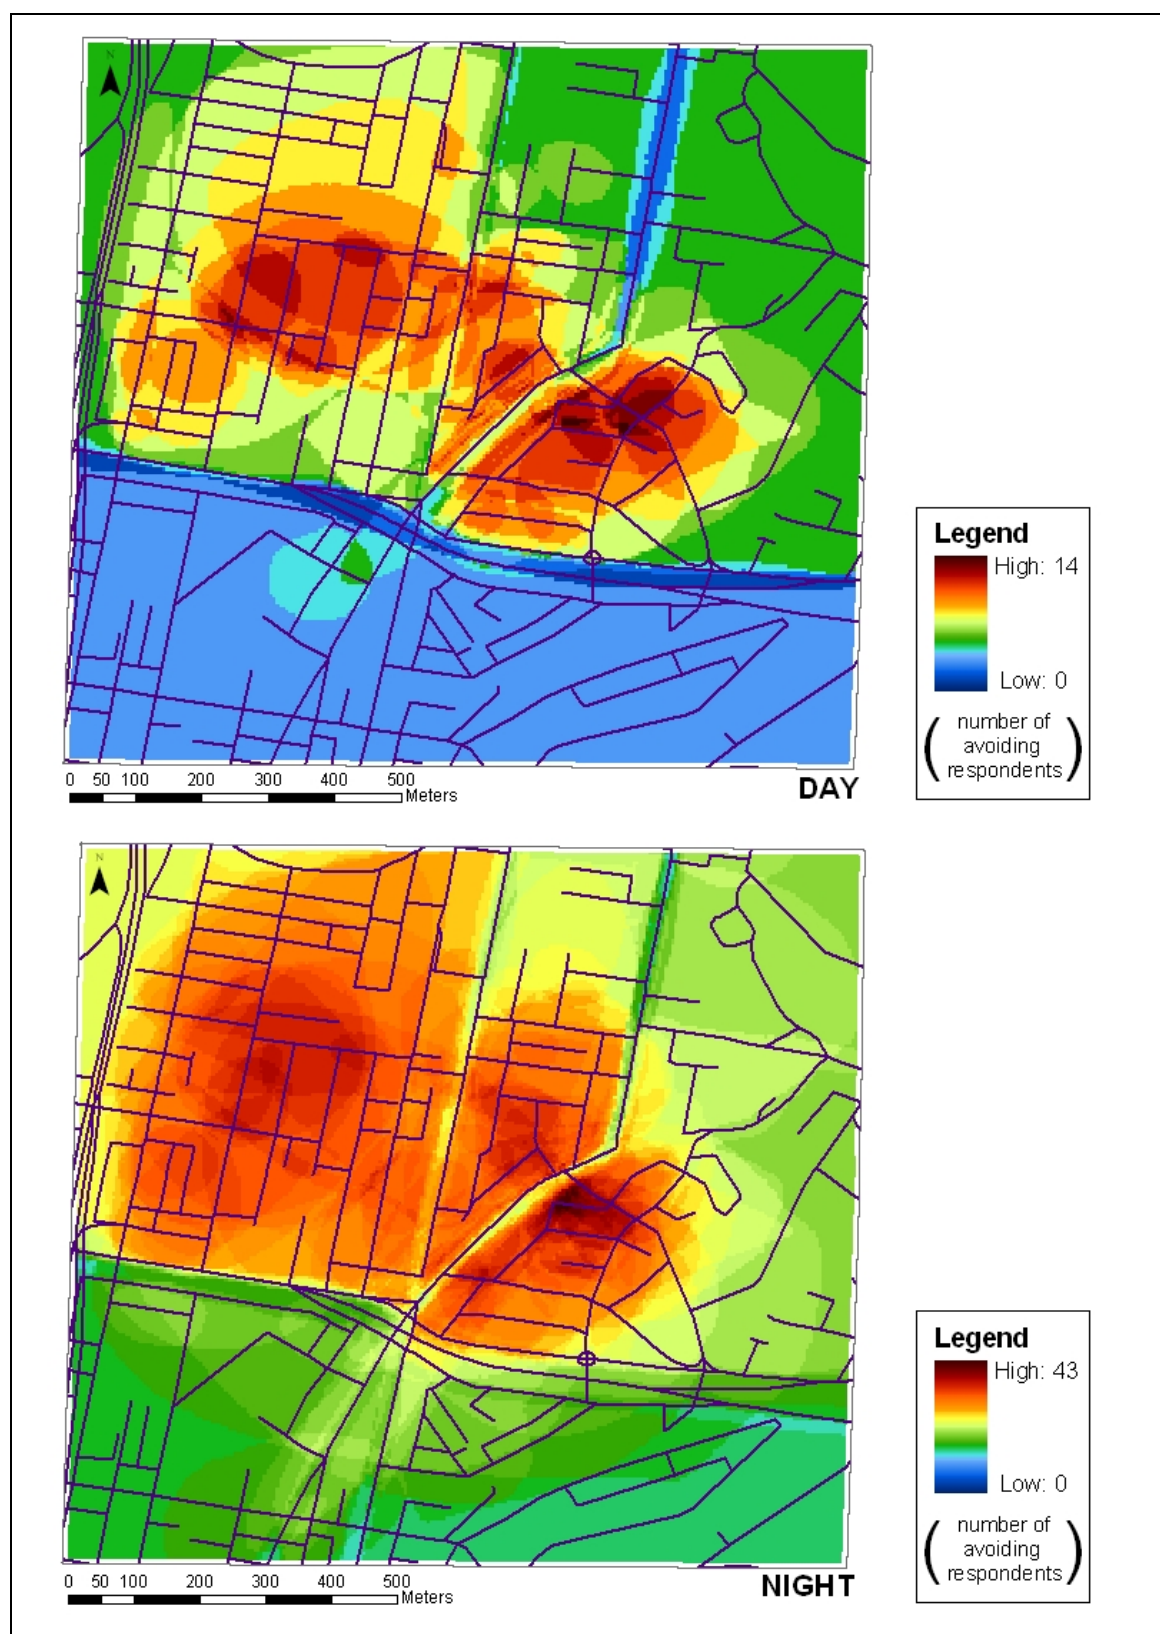 N
Legend
High: 14
Low: 0
( number of avoiding respondents )
0 50 100 200 300 400 500
Meters
DAY
N
Legend
High: 43
Low: 0
( number of avoiding respondents )
0 50 100 200 300 400 500
Meters
NIGHT